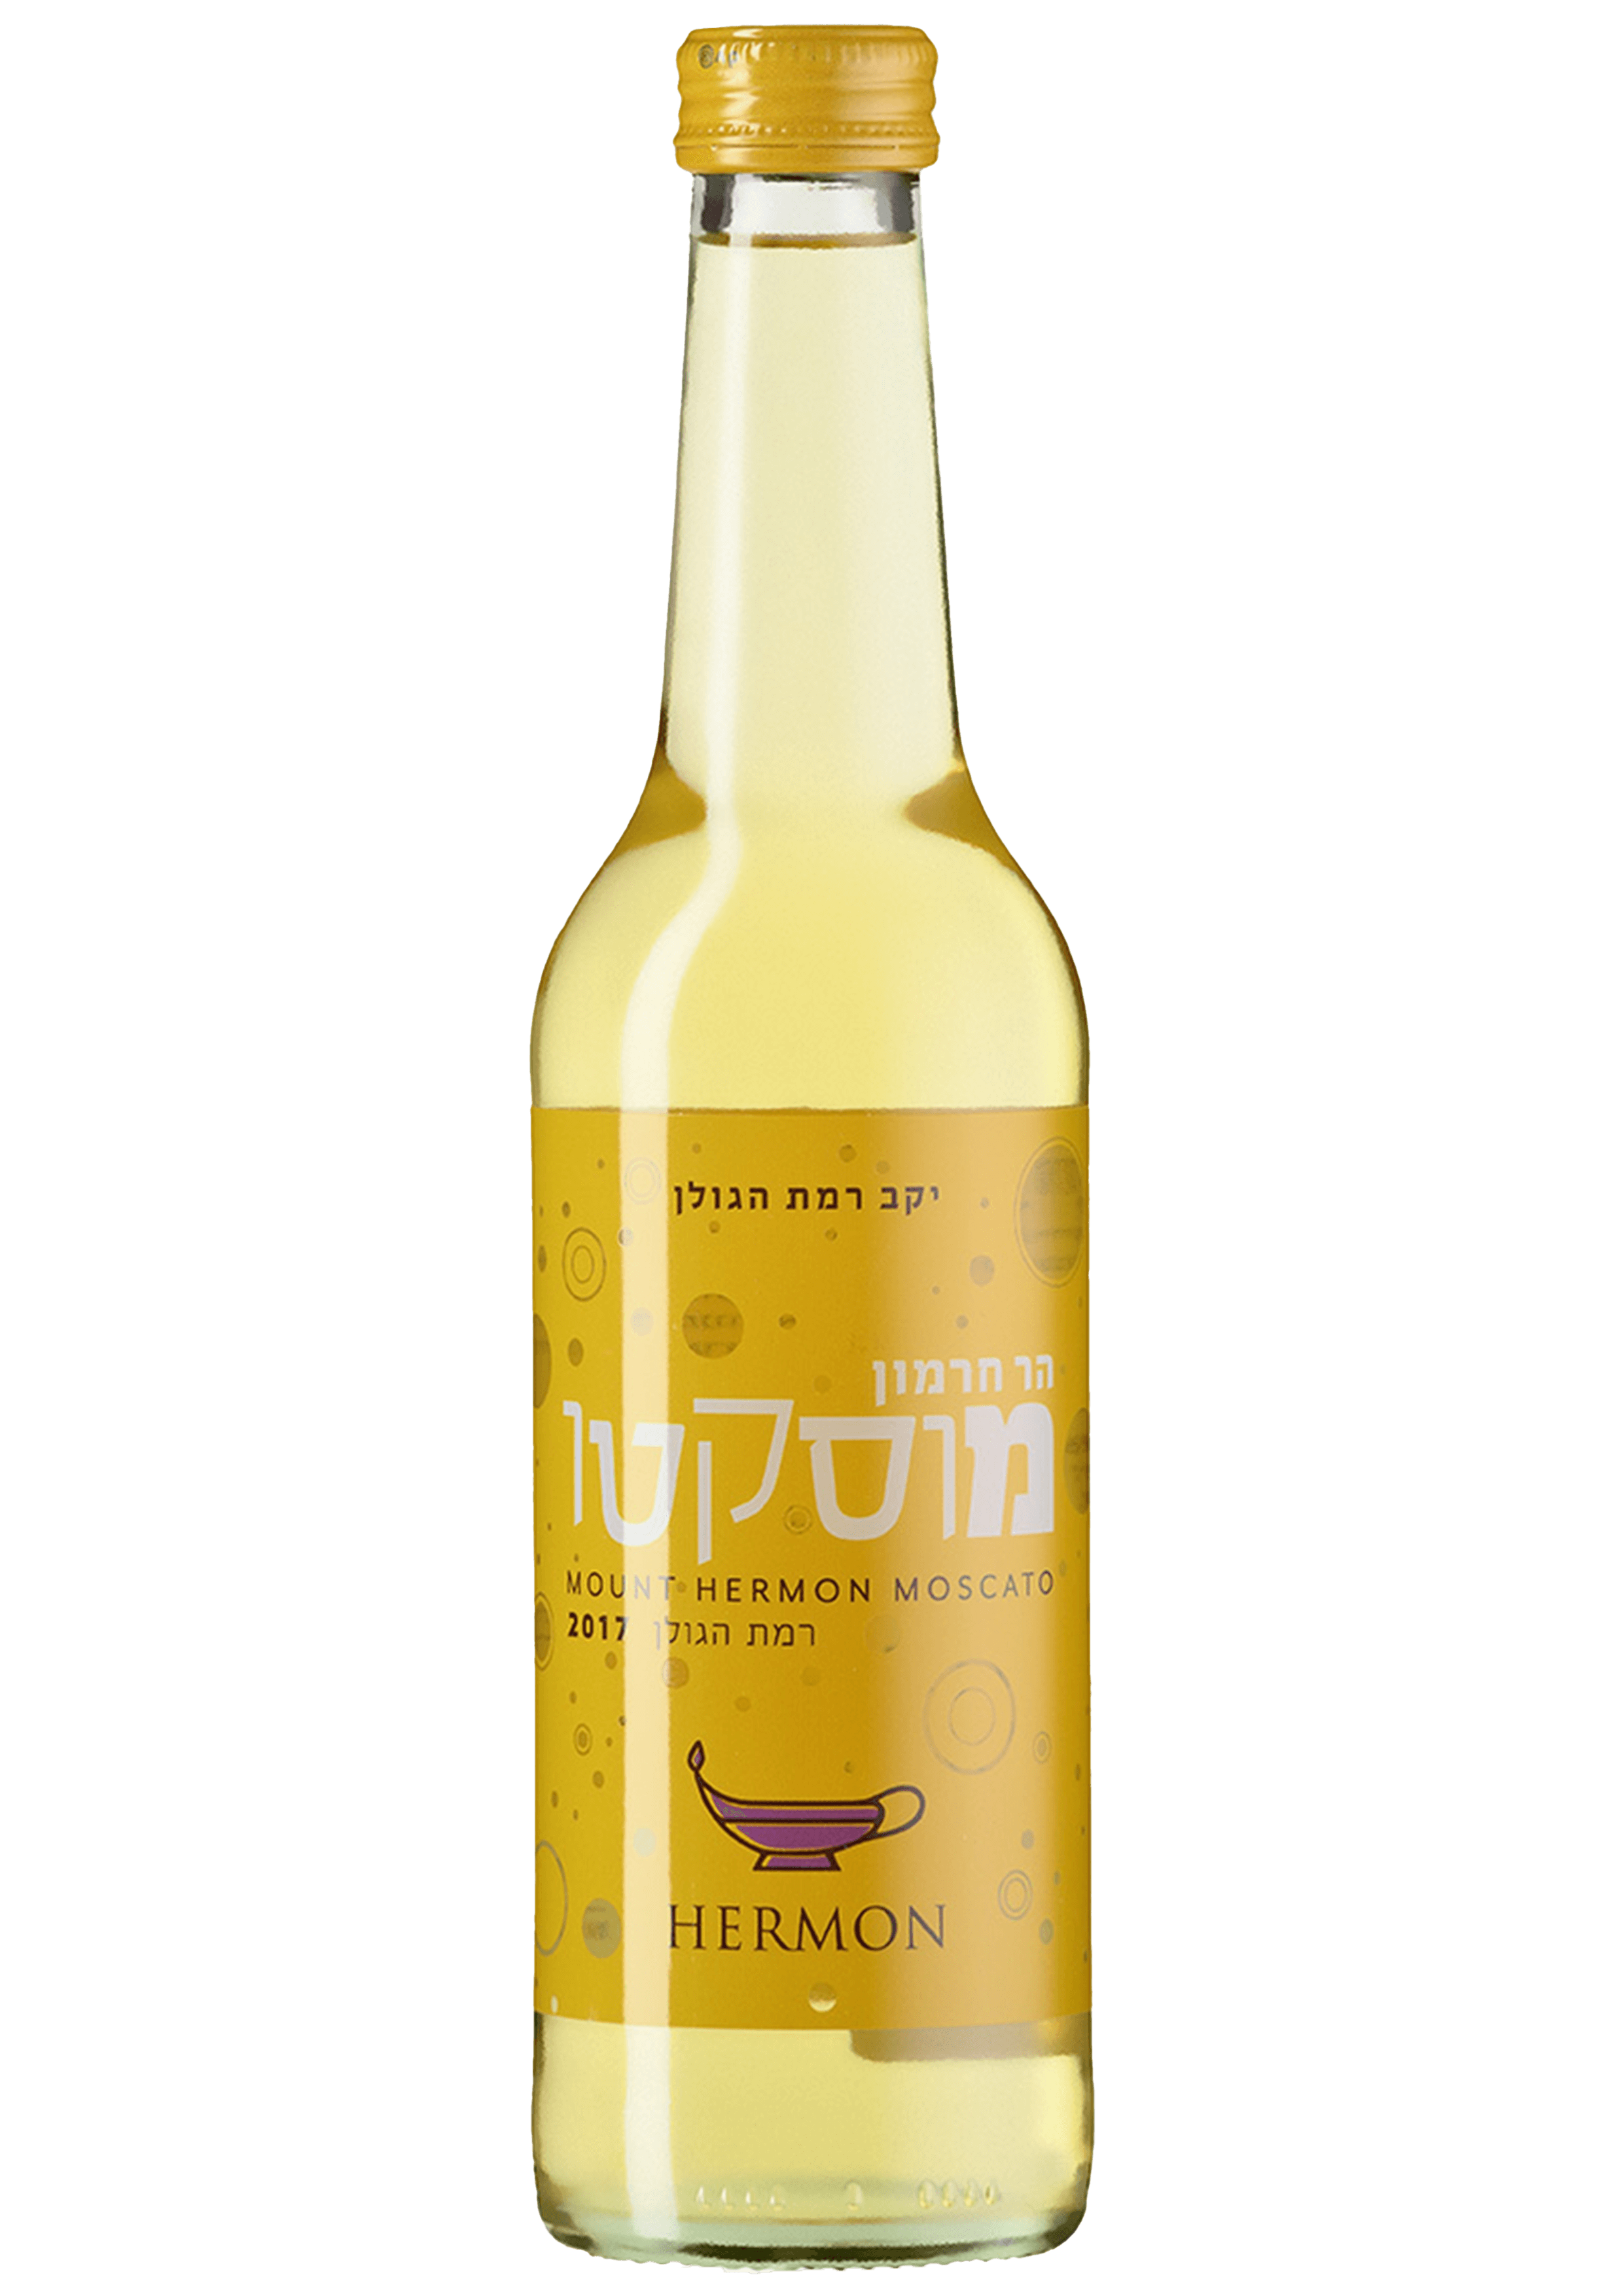 יקב רמת הגולן
הר חרמון
מוסקטו
MOUNT HERMON MOSCATO
רמת הגולן 2017
HERMON